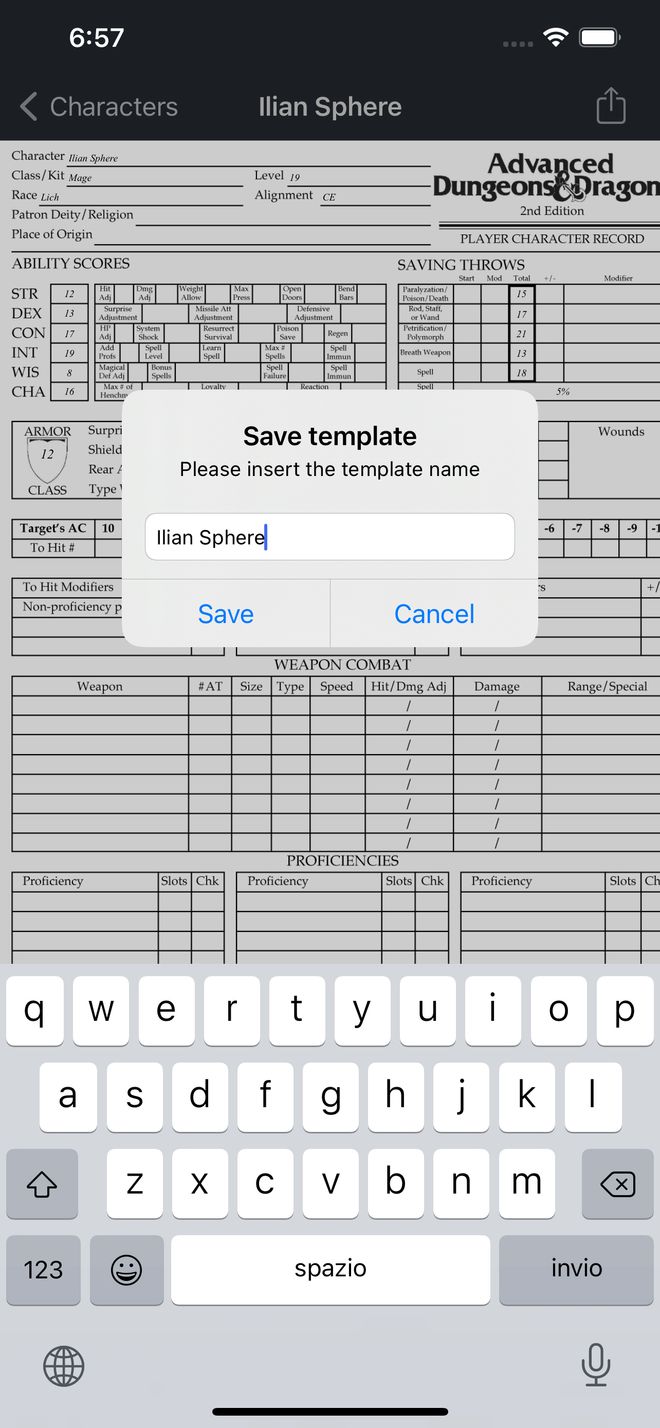 6:57
Characters
Ilian Sphere
Character Ilian Sphere
Class/Kit Mage Level 19
Race Lich Alignment CE
Patron Deity/Religion
Place of Origin
Advanced
Dungeons & Dragon
2nd Edition
PLAYER CHARACTER RECORD
ABILITY SCORES
STR 12 Hit Adj Dmg Adj Weight Allow Max Press Open Doors Bend Bars
DEX 13 Surprise Adjustment Missile Att Adjustment Defensive Adjustment
CON 17 HP Adj System Shock Resurrect Survival Poison Save Regen
INT 19 Add Profs Spell Level Learn Spell Max # Spells Spell Immun
WIS 8 Magical Def Adj Bonus Spells Spell Failure Spell Immun
CHA 16 Max # of Henchm Loyalty Reaction
SAVING THROWS
Start Mod Total +/- Modifier
Paralyzation/ Poison/Death 15
Rod, Staff, or Wand 17
Petrification/ Polymorph 21
Breath Weapon 13
Spell 18
Spell 5%
ARMOR
12
CLASS
Surpri
Shield
Rear A
Type
Wounds
Save template
Please insert the template name
Ilian Sphere
Save Cancel
Target's AC 10 -6 -7 -8 -9 -1
To Hit #
To Hit Modifiers rs +/
Non-proficiency p
WEAPON COMBAT
Weapon #AT Size Type Speed Hit/Dmg Adj Damage Range/Special
/ /
/ /
/ /
/ /
/ /
/ /
/ /
/ /
PROFICIENCIES
Proficiency Slots Chk Proficiency Slots Chk Proficiency Slots Ch
q w e r t y u i o p
a s d f g h j k l
z x c v b n m
123 spazio invio